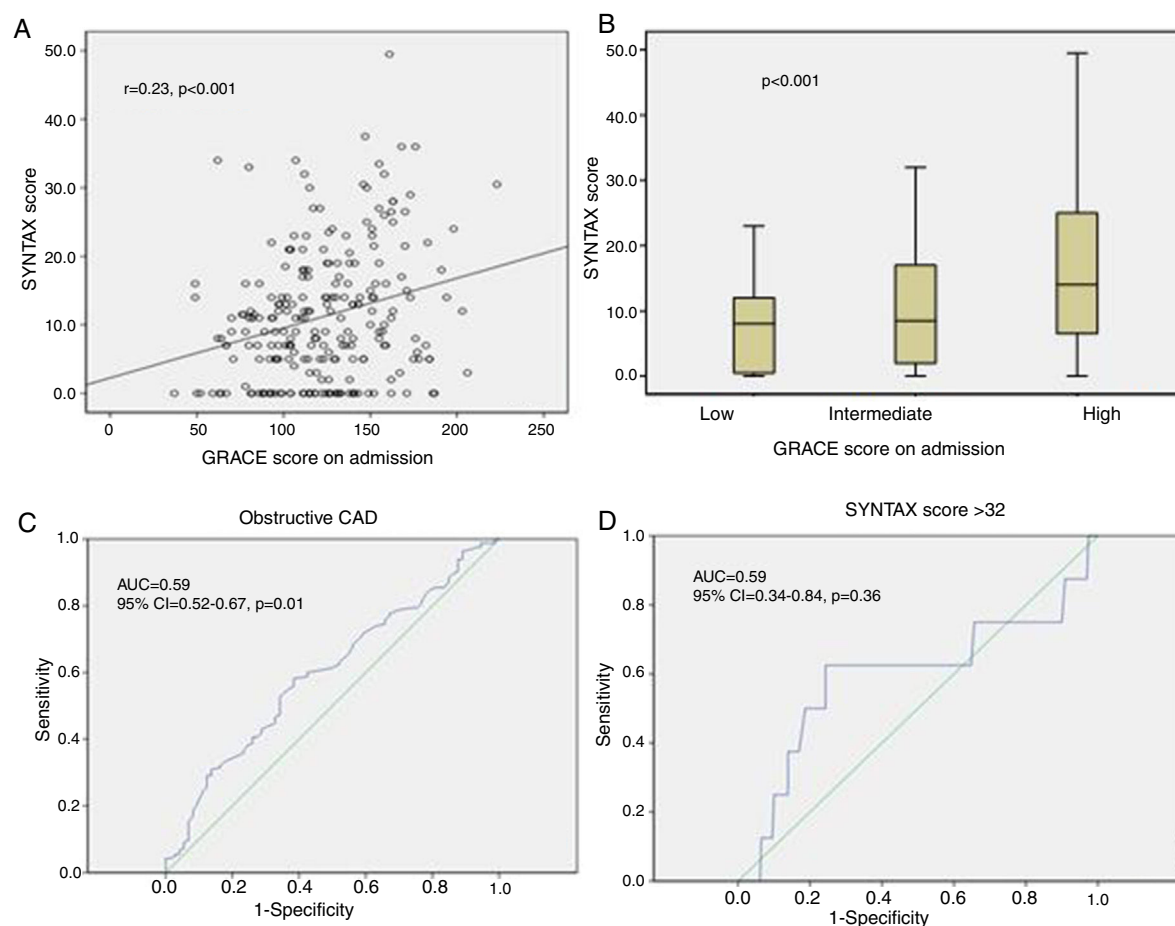 A
50.0
40.0
30.0
20.0
10.0
0.0
SYNTAX score
r=0.23, p<0.001
0 50 100 150 200 250
GRACE score on admission
B
50.0
40.0
30.0
20.0
10.0
0.0
SYNTAX score
p<0.001
Low Intermediate High
GRACE score on admission
C
Obstructive CAD
1.0
0.8
0.6
0.4
0.2
0.0
Sensitivity
AUC=0.59
95% CI=0.52-0.67, p=0.01
0.0 0.2 0.4 0.6 0.8 1.0
1-Specificity
D
SYNTAX score >32
1.0
0.8
0.6
0.4
0.2
0.0
Sensitivity
AUC=0.59
95% CI=0.34-0.84, p=0.36
0.0 0.2 0.4 0.6 0.8 1.0
1-Specificity